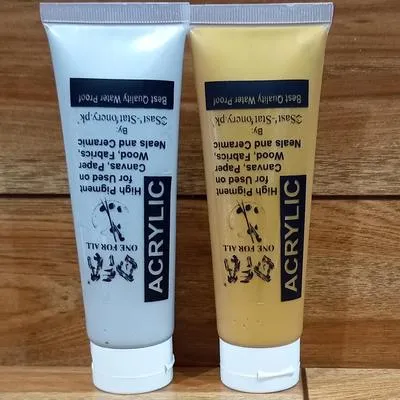 ACRYLIC
ONE FOR ALL
High Pigment
for Used on
Canvas, Paper
Wood, Fabrics,
Neals and Ceramic
By:
Sasti-Stationery.pk
Best Quality Water Proof
ACRYLIC
ONE FOR ALL
High Pigment
for Used on
Canvas, Paper
Wood, Fabrics,
Neals and Ceramic
By:
Sasti-Stationery.pk
Best Quality Water Proof